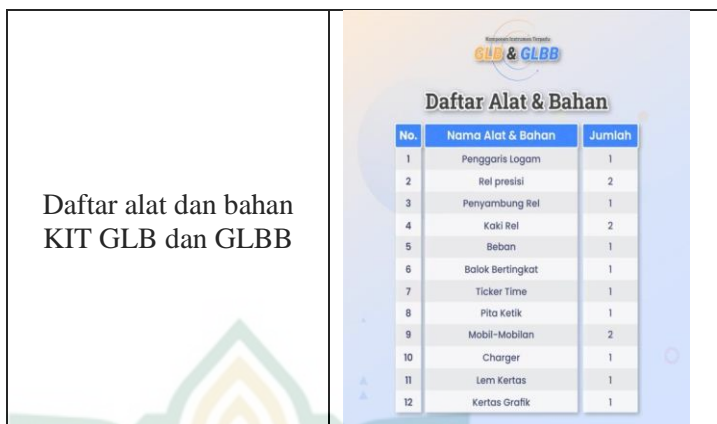 Daftar alat dan bahan
KIT GLB dan GLBB
GLB & GLBB
Daftar Alat & Bahan
No. Nama Alat & Bahan Jumlah
1 Penggaris Logam 1
2 Rel presisi 2
3 Penyambung Rel 1
4 Kaki Rel 2
5 Beban 1
6 Balok Bertingkat 1
7 Ticker Time 1
8 Pita Ketik 1
9 Mobil-Mobilan 2
10 Charger 1
11 Lem Kertas 1
12 Kertas Grafik 1